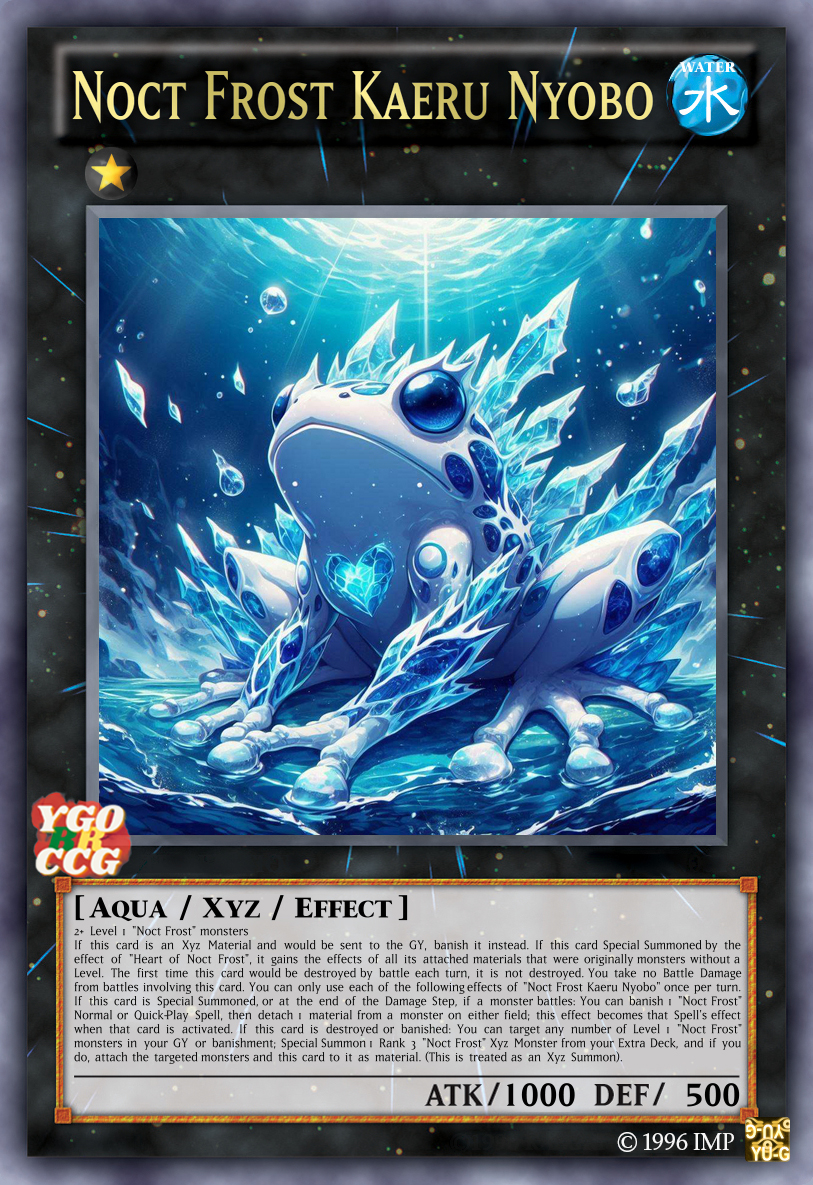 Noct Frost Kaeru Nyobo
WATER
水
YGO
BR
CCG
[ Aqua / Xyz / Effect ]
2+ Level 1 "Noct Frost" monsters
If this card is an Xyz Material and would be sent to the GY, banish it instead. If this card Special Summoned by the
effect of "Heart of Noct Frost", it gains the effects of all its attached materials that were originally monsters without a
Level. The first time this card would be destroyed by battle each turn, it is not destroyed. You take no Battle Damage
from battles involving this card. You can only use each of the following effects of "Noct Frost Kaeru Nyobo" once per turn.
If this card is Special Summoned, or at the end of the Damage Step, if a monster battles: You can banish 1 "Noct Frost"
Normal or Quick-Play Spell, then detach 1 material from a monster on either field; this effect becomes that Spell's effect
when that card is activated. If this card is destroyed or banished: You can target any number of Level 1 "Noct Frost"
monsters in your GY or banishment; Special Summon 1 Rank 3 "Noct Frost" Xyz Monster from your Extra Deck, and if you
do, attach the targeted monsters and this card to it as material. (This is treated as an Xyz Summon).
ATK/1000 DEF/ 500
© 1996 IMP
YU-G